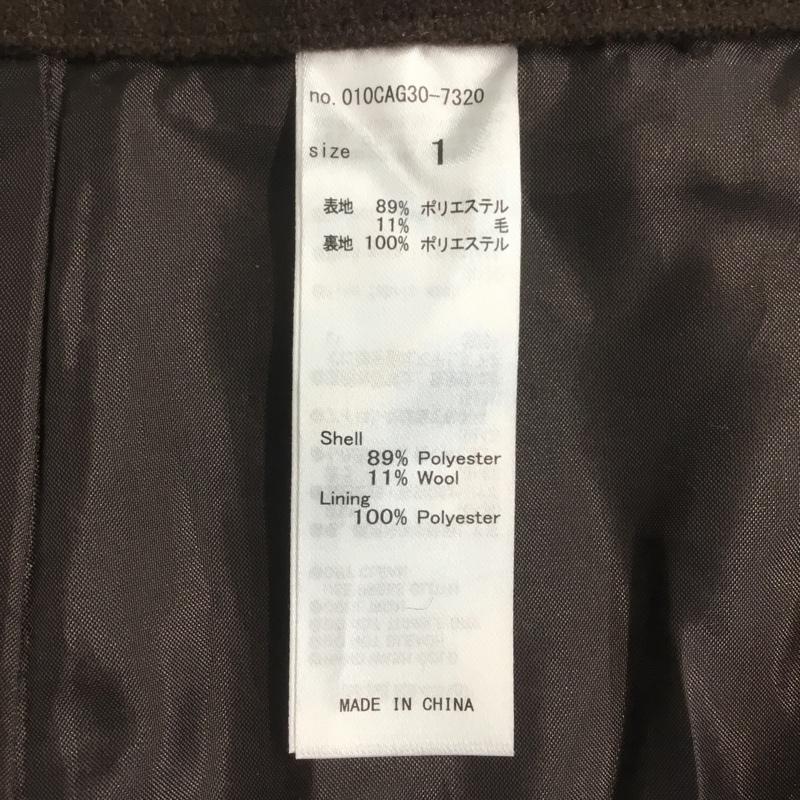 no. 010CAG30-7320
size 1
表地 89% ポリエステル
11% 毛
裏地 100% ポリエステル
Shell
89% Polyester
11% Wool
Lining
100% Polyester
MADE IN CHINA